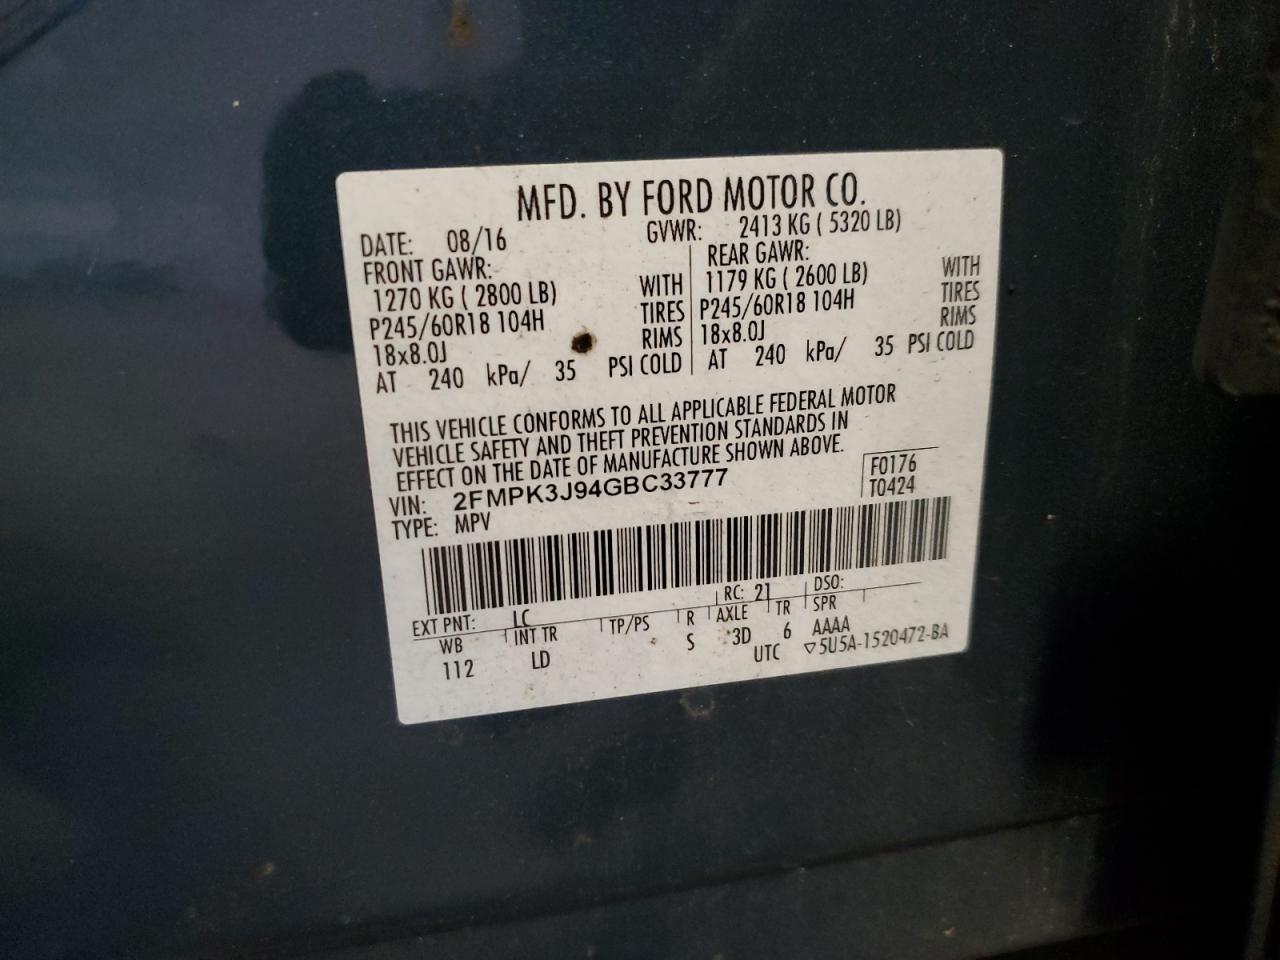 MFD. BY FORD MOTOR CO.
DATE: 08/16 GVWR: 2413 KG ( 5320 LB)
FRONT GAWR: REAR GAWR:
1270 KG ( 2800 LB) WITH 1179 KG ( 2600 LB) WITH
P245/60R18 104H TIRES P245/60R18 104H TIRES
18x8.0J RIMS 18x8.0J RIMS
AT 240 kPa/ 35 PSI COLD AT 240 kPa/ 35 PSI COLD
THIS VEHICLE CONFORMS TO ALL APPLICABLE FEDERAL MOTOR
VEHICLE SAFETY AND THEFT PREVENTION STANDARDS IN
EFFECT ON THE DATE OF MANUFACTURE SHOWN ABOVE.
VIN: 2FMPK3J94GBC33777 F0176
TYPE: MPV T0424
EXT PNT: LC RC: 21 DSO:
WB INT TR TP/PS R AXLE TR SPR
112 LD S 3D 6 AAAA
UTC ▽5U5A-1520472-BA